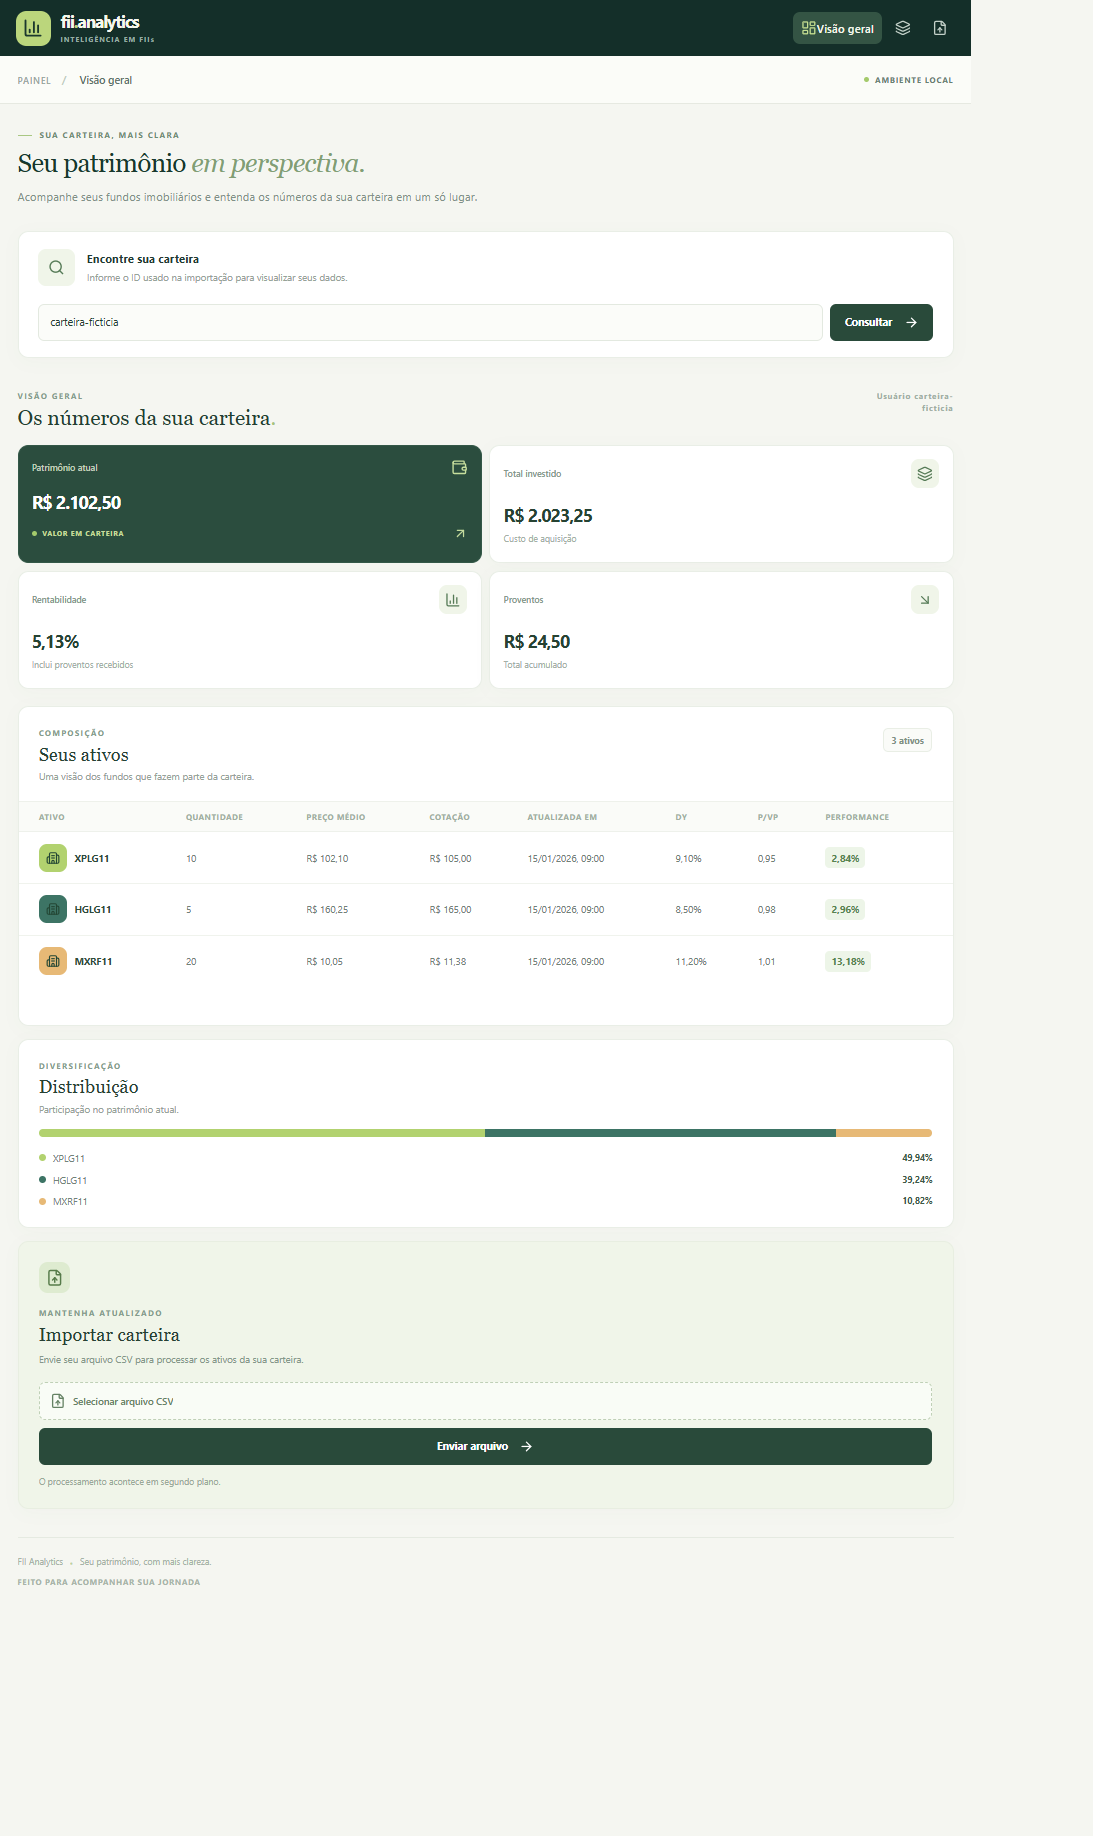 fii.analytics
INTELIGÊNCIA EM FIIs
Visão geral
PAINEL / Visão geral
AMBIENTE LOCAL
SUA CARTEIRA, MAIS CLARA
Seu patrimônio em perspectiva.
Acompanhe seus fundos imobiliários e entenda os números da sua carteira em um só lugar.
Encontre sua carteira
Informe o ID usado na importação para visualizar seus dados.
carteira-ficticia
Consultar
VISÃO GERAL
Os números da sua carteira.
Usuário carteira-
ficticia
Patrimônio atual
R$ 2.102,50
VALOR EM CARTEIRA
Total investido
R$ 2.023,25
Custo de aquisição
Rentabilidade
5,13%
Inclui proventos recebidos
Proventos
R$ 24,50
Total acumulado
COMPOSIÇÃO
Seus ativos
Uma visão dos fundos que fazem parte da carteira.
3 ativos
ATIVO QUANTIDADE PREÇO MÉDIO COTAÇÃO ATUALIZADA EM DY P/VP PERFORMANCE
XPLG11 10 R$ 102,10 R$ 105,00 15/01/2026, 09:00 9,10% 0,95 2,84%
HGLG11 5 R$ 160,25 R$ 165,00 15/01/2026, 09:00 8,50% 0,98 2,96%
MXRF11 20 R$ 10,05 R$ 11,38 15/01/2026, 09:00 11,20% 1,01 13,18%
DIVERSIFICAÇÃO
Distribuição
Participação no patrimônio atual.
XPLG11 49,94%
HGLG11 39,24%
MXRF11 10,82%
MANTENHA ATUALIZADO
Importar carteira
Envie seu arquivo CSV para processar os ativos da sua carteira.
Selecionar arquivo CSV
Enviar arquivo
O processamento acontece em segundo plano.
FII Analytics • Seu patrimônio, com mais clareza.
FEITO PARA ACOMPANHAR SUA JORNADA